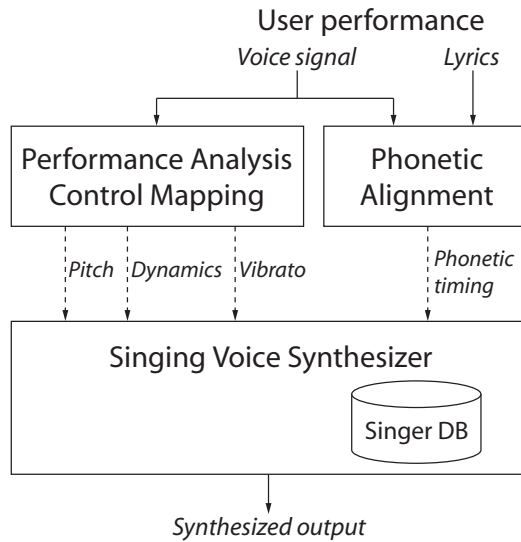 User performance
Voice signal
Lyrics
Performance Analysis
Control Mapping
Phonetic
Alignment
Pitch
Dynamics
Vibrato
Phonetic
timing
Singing Voice Synthesizer
Singer DB
Synthesized output